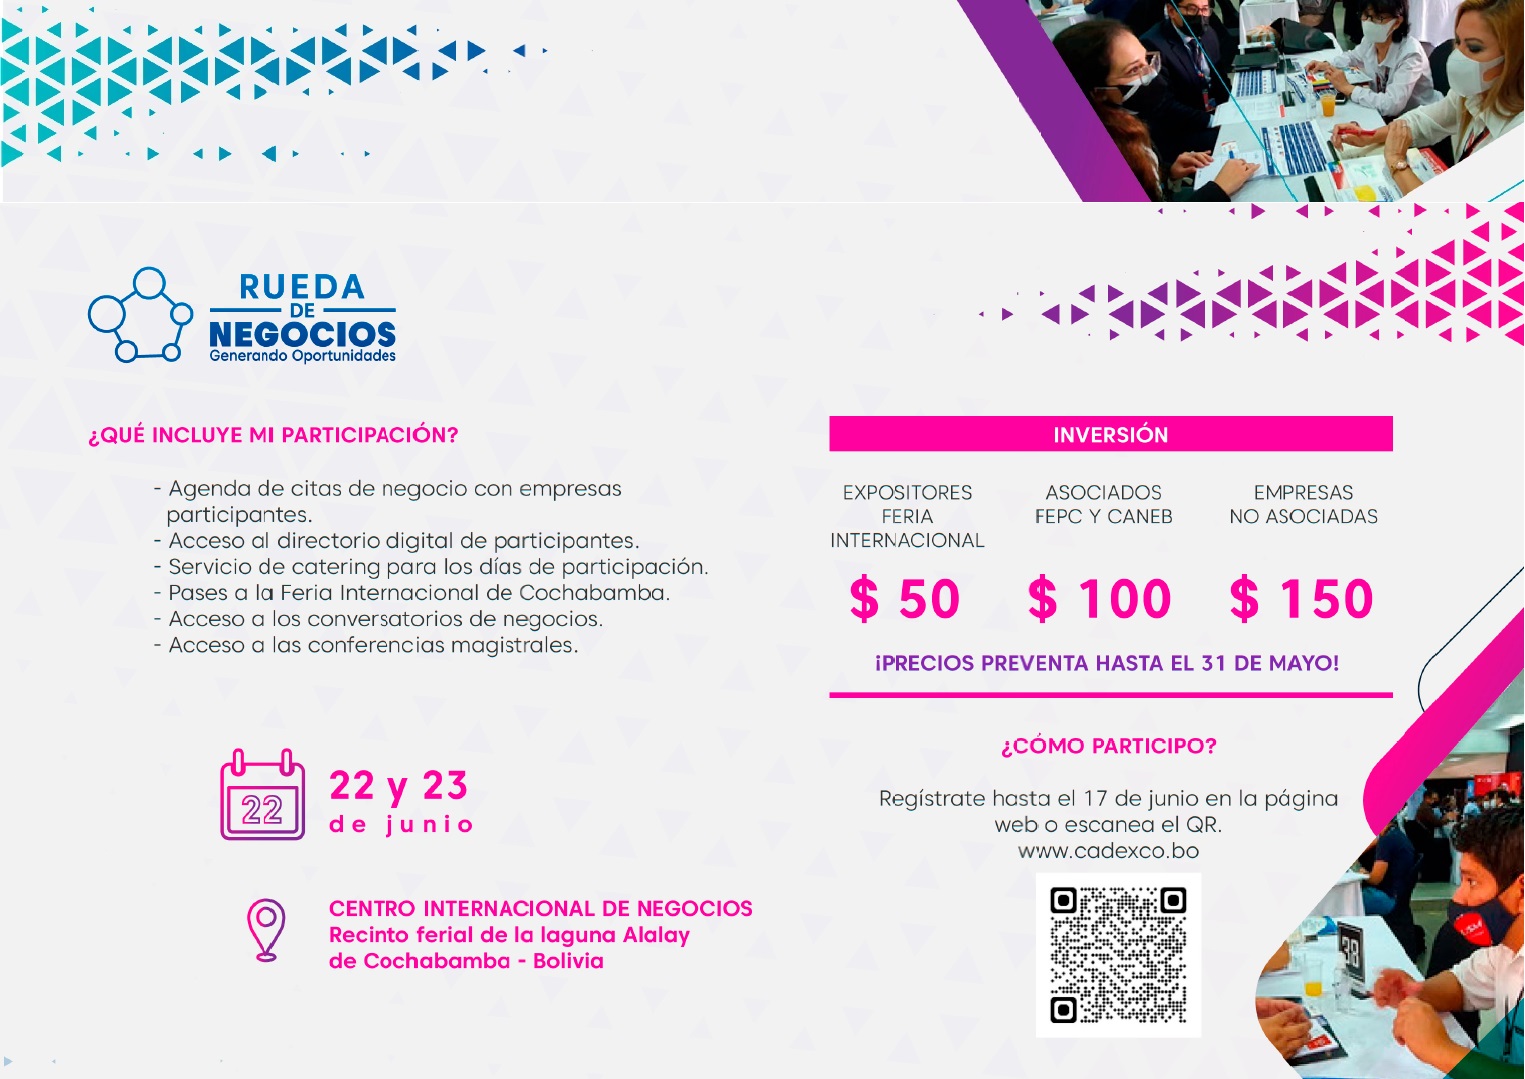 RUEDA
DE
NEGOCIOS
Generando Oportunidades
¿QUÉ INCLUYE MI PARTICIPACIÓN?
- Agenda de citas de negocio con empresas
participantes.
- Acceso al directorio digital de participantes.
- Servicio de catering para los días de participación.
- Pases a la Feria Internacional de Cochabamba.
- Acceso a los conversatorios de negocios.
- Acceso a las conferencias magistrales.
22
22 y 23
de junio
CENTRO INTERNACIONAL DE NEGOCIOS
Recinto ferial de la laguna Alalay
de Cochabamba - Bolivia
INVERSIÓN
EXPOSITORES
FERIA
INTERNACIONAL
$ 50
ASOCIADOS
FEPC Y CANEB
$ 100
EMPRESAS
NO ASOCIADAS
$ 150
¡PRECIOS PREVENTA HASTA EL 31 DE MAYO!
¿CÓMO PARTICIPO?
Regístrate hasta el 17 de junio en la página
web o escanea el QR.
www.cadexco.bo
38